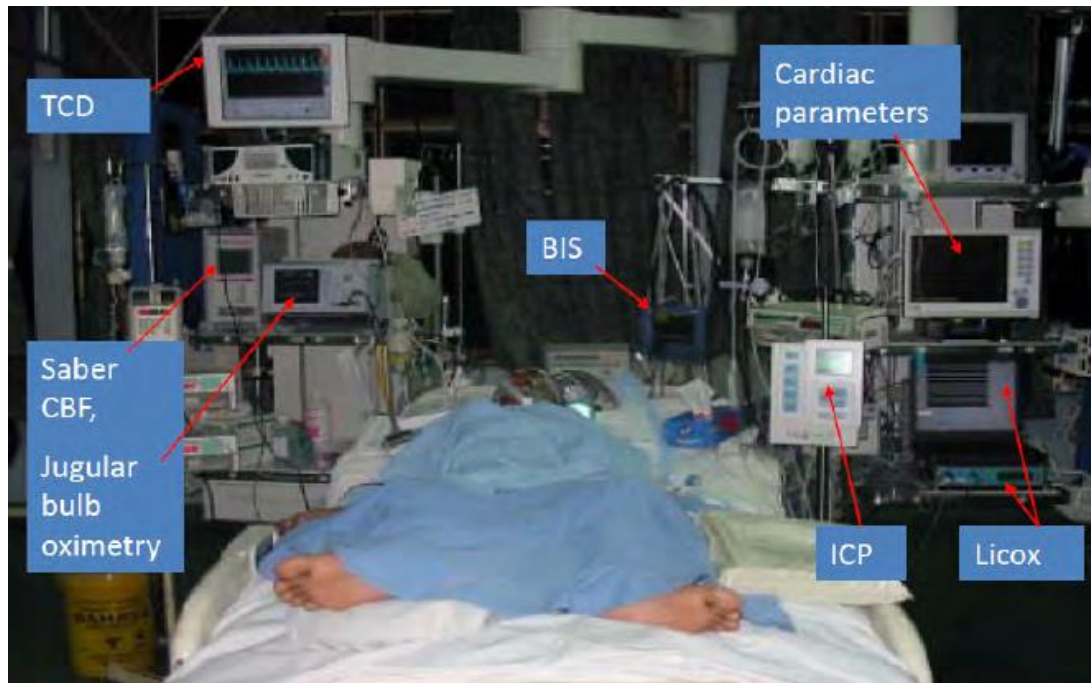 TCD
Cardiac
parameters
BIS
Saber
CBF,
Jugular
bulb
oximetry
ICP
Licox